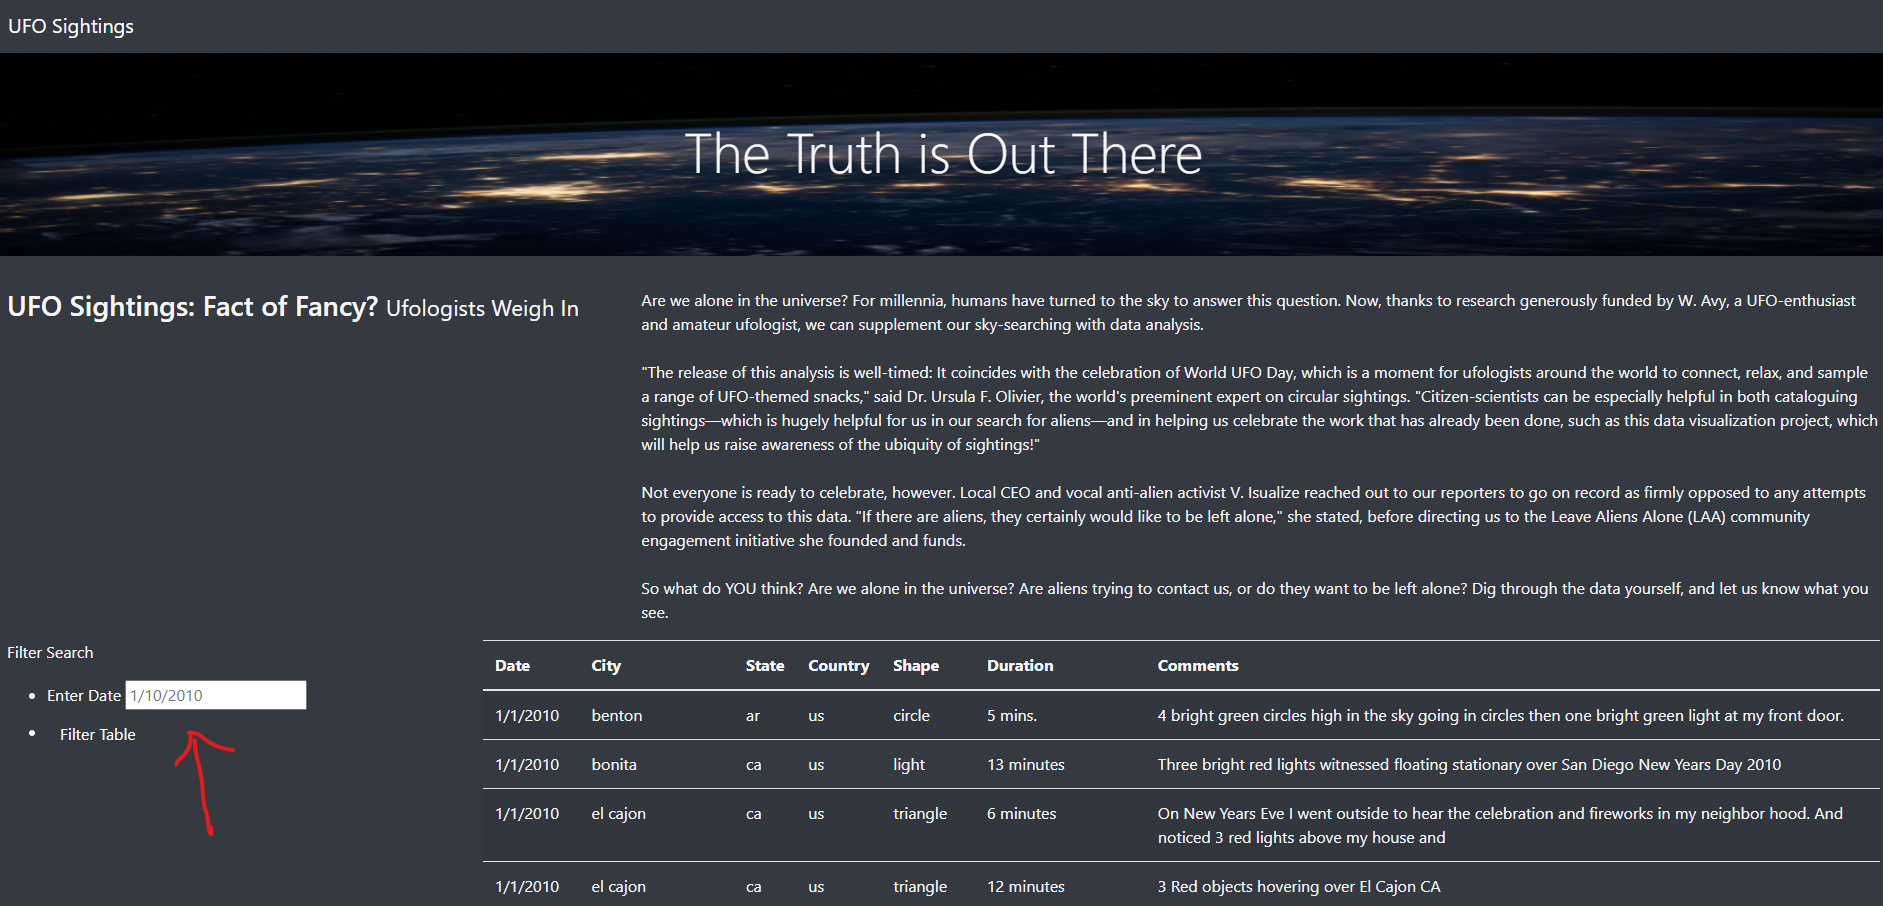 UFO Sightings
The Truth is Out There
UFO Sightings: Fact of Fancy? Ufologists Weigh In
Are we alone in the universe? For millennia, humans have turned to the sky to answer this question. Now, thanks to research generously funded by W. Avy, a UFO-enthusiast
and amateur ufologist, we can supplement our sky-searching with data analysis.
"The release of this analysis is well-timed: It coincides with the celebration of World UFO Day, which is a moment for ufologists around the world to connect, relax, and sample
a range of UFO-themed snacks," said Dr. Ursula F. Olivier, the world's preeminent expert on circular sightings. "Citizen-scientists can be especially helpful in both cataloguing
sightings—which is hugely helpful for us in our search for aliens—and in helping us celebrate the work that has already been done, such as this data visualization project, which
will help us raise awareness of the ubiquity of sightings!"
Not everyone is ready to celebrate, however. Local CEO and vocal anti-alien activist V. Isualize reached out to our reporters to go on record as firmly opposed to any attempts
to provide access to this data. "If there are aliens, they certainly would like to be left alone," she stated, before directing us to the Leave Aliens Alone (LAA) community
engagement initiative she founded and funds.
So what do YOU think? Are we alone in the universe? Are aliens trying to contact us, or do they want to be left alone? Dig through the data yourself, and let us know what you
see.
Filter Search
• Enter Date 1/10/2010
• Filter Table
Date City State Country Shape Duration Comments
1/1/2010 benton ar us circle 5 mins. 4 bright green circles high in the sky going in circles then one bright green light at my front door.
1/1/2010 bonita ca us light 13 minutes Three bright red lights witnessed floating stationary over San Diego New Years Day 2010
1/1/2010 el cajon ca us triangle 6 minutes On New Years Eve I went outside to hear the celebration and fireworks in my neighbor hood. And
noticed 3 red lights above my house and
1/1/2010 el cajon ca us triangle 12 minutes 3 Red objects hovering over El Cajon CA